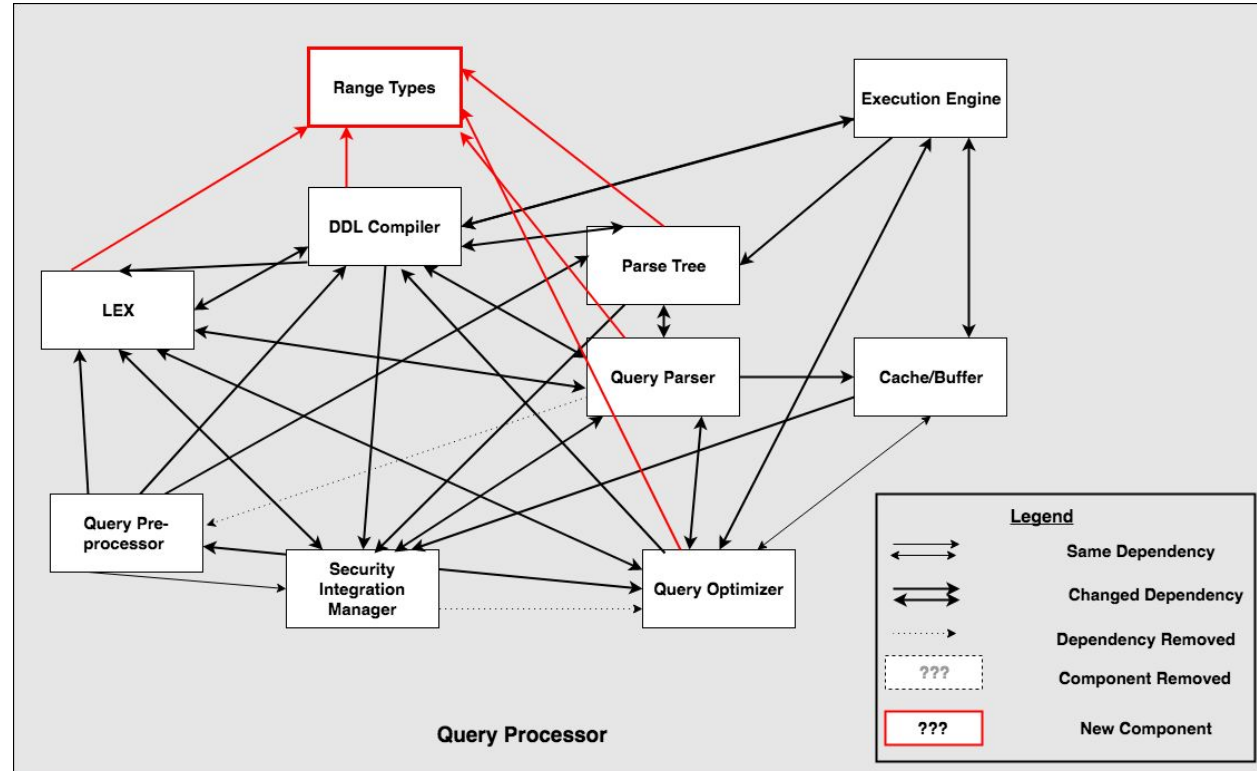 Range Types
Execution Engine
DDL Compiler
Parse Tree
LEX
Query Parser
Cache/Buffer
Query Pre-
processor
Security
Integration
Manager
Query Optimizer
Legend
Same Dependency
Changed Dependency
Dependency Removed
???
Component Removed
???
New Component
Query Processor